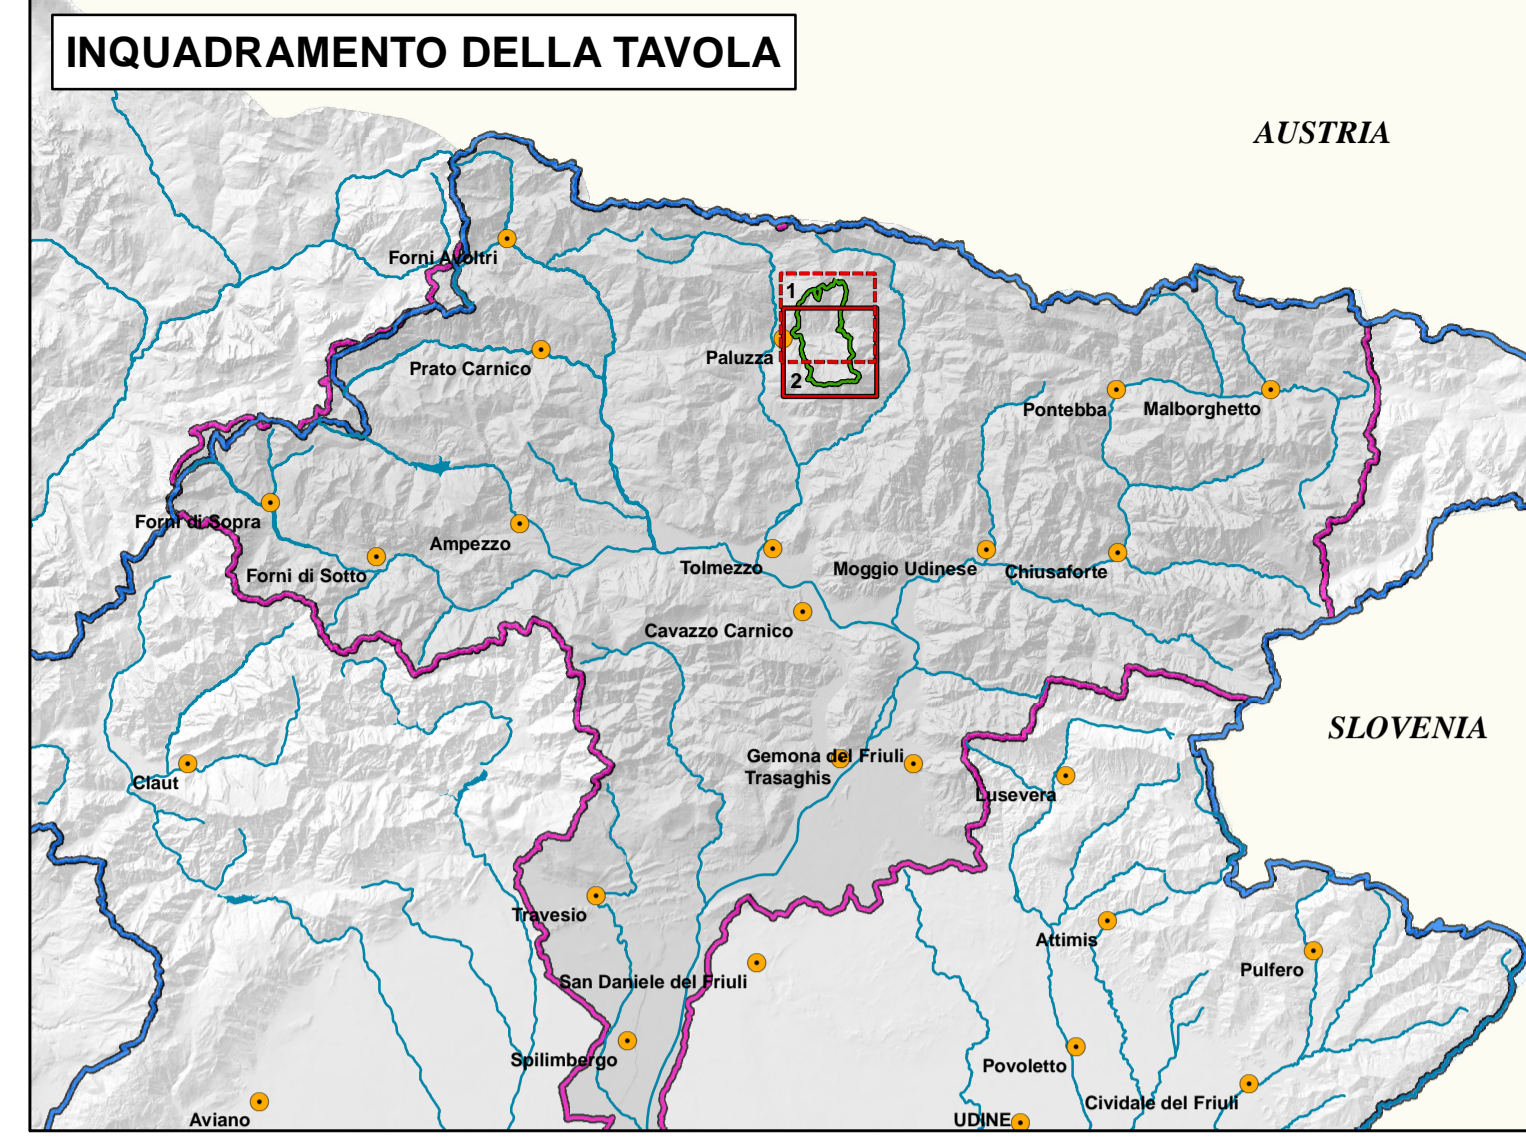 INQUADRAMENTO DELLA TAVOLA
AUSTRIA
Forni Avoltri
1
Paluzza
Prato Carnico
2
Pontebba
Malborghetto
Forni di Sopra
Ampezzo
Forni di Sotto
Tolmezzo
Moggio Udinese
Chiusaforte
Cavazzo Carnico
SLOVENIA
Gemona del Friuli
Trasaghis
Claut
Lusevera
Travesio
Attimis
Pulfero
San Daniele del Friuli
Spilimbergo
Povoletto
Cividale del Friuli
Aviano
UDINE